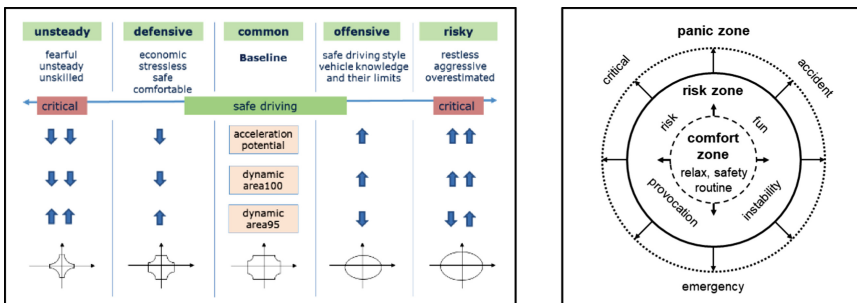 unsteady
defensive
common
offensive
risky
fearful
unsteady
unskilled
economic
stressless
safe
comfortable
Baseline
safe driving style
vehicle knowledge
and their limits
restless
aggressive
overestimated
critical
safe driving
critical
acceleration
potential
dynamic
area100
dynamic
area95
panic zone
critical
accident
risk zone
risk
fun
comfort
zone
relax, safety
routine
provocation
instability
emergency